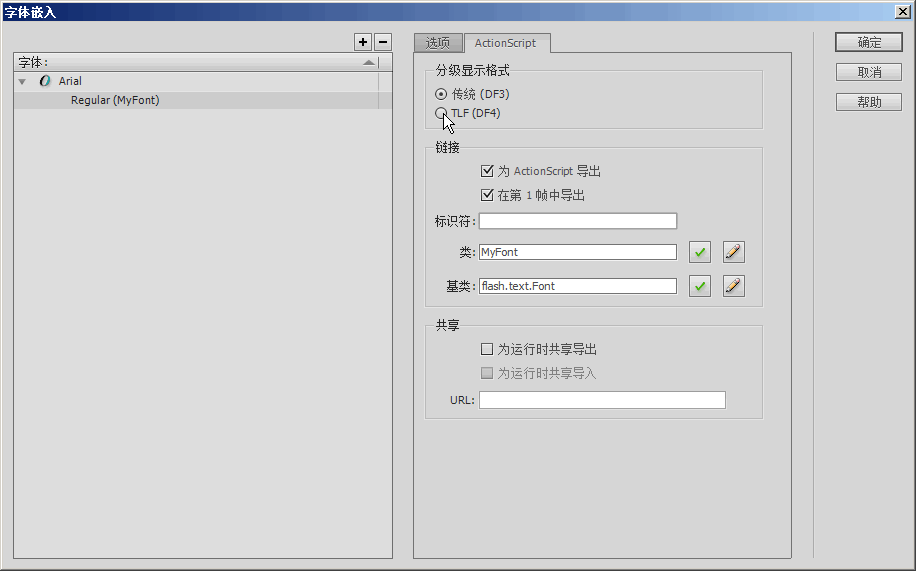 字体嵌入
字体:
Arial
Regular (MyFont)
选项
ActionScript
分级显示格式
传统 (DF3)
TLF (DF4)
链接
为 ActionScript 导出
在第 1 帧中导出
标识符:
类: MyFont
基类: flash.text.Font
共享
为运行时共享导出
为运行时共享导入
URL:
确定
取消
帮助